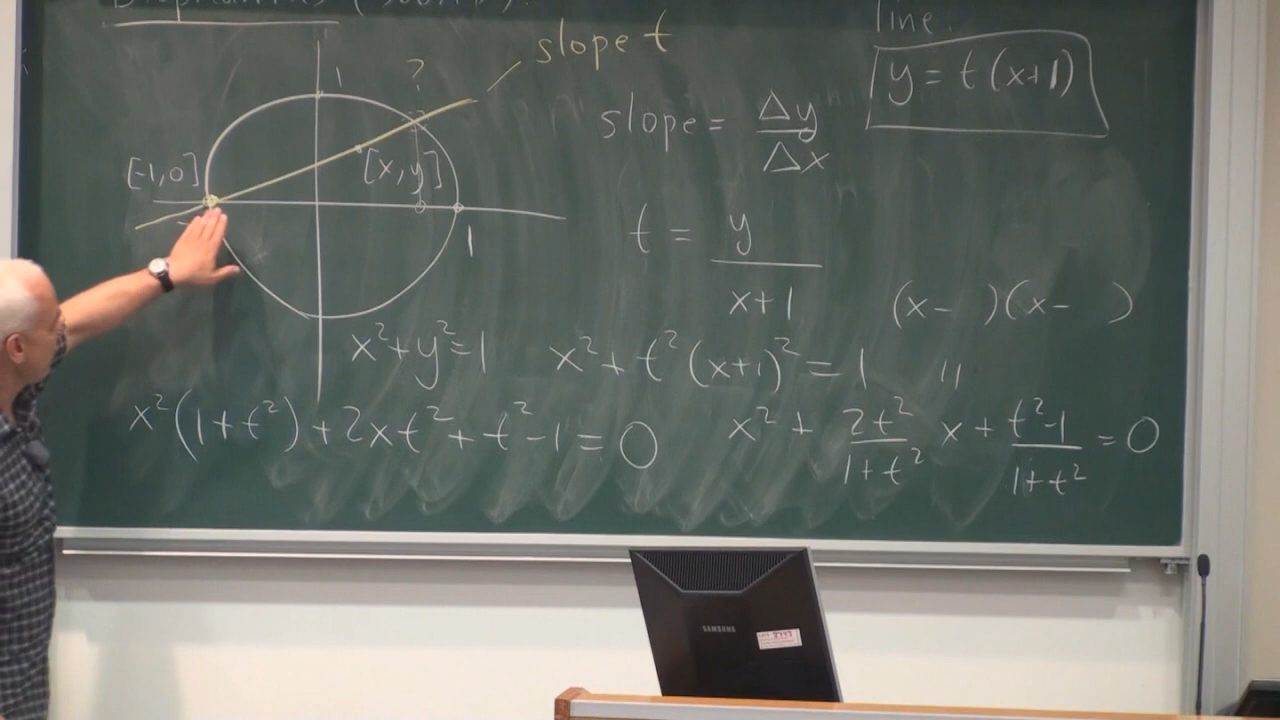 line.
slope t
y = t(x+1)
1
?
slope = Δy
Δx
[-1,0]
[x,y]
1
t = y
x+1
(x- )(x- )
x²+y²=1
x²+t²(x+1)²=1
"
x²(1+t²)+2xt²+t²-1=0
x²+ 2t² x+ t²-1 =0
1+t² 1+t²
SAMSUNG